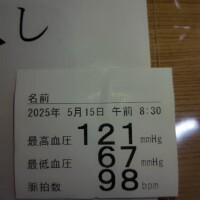 し
名前
2025年 5月15日 午前 8:30
最高血圧 121 mmHg
最低血圧 67 mmHg
脈拍数 98 bpm